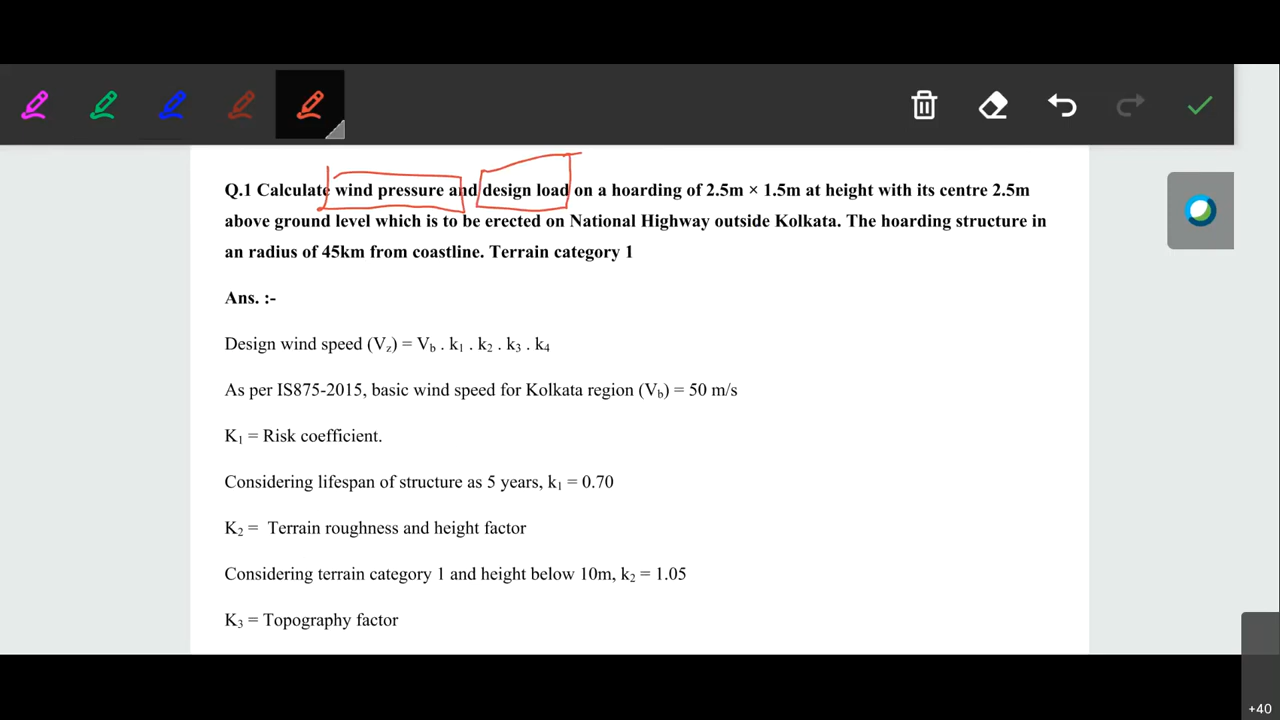 Q.1 Calculate wind pressure and design load on a hoarding of 2.5m × 1.5m at height with its centre 2.5m
above ground level which is to be erected on National Highway outside Kolkata. The hoarding structure in
an radius of 45km from coastline. Terrain category 1
Ans. :-
Design wind speed (Vz) = Vb . k1 . k2 . k3 . k4
As per IS875-2015, basic wind speed for Kolkata region (Vb) = 50 m/s
K1 = Risk coefficient.
Considering lifespan of structure as 5 years, k1 = 0.70
K2 = Terrain roughness and height factor
Considering terrain category 1 and height below 10m, k2 = 1.05
K3 = Topography factor
+40